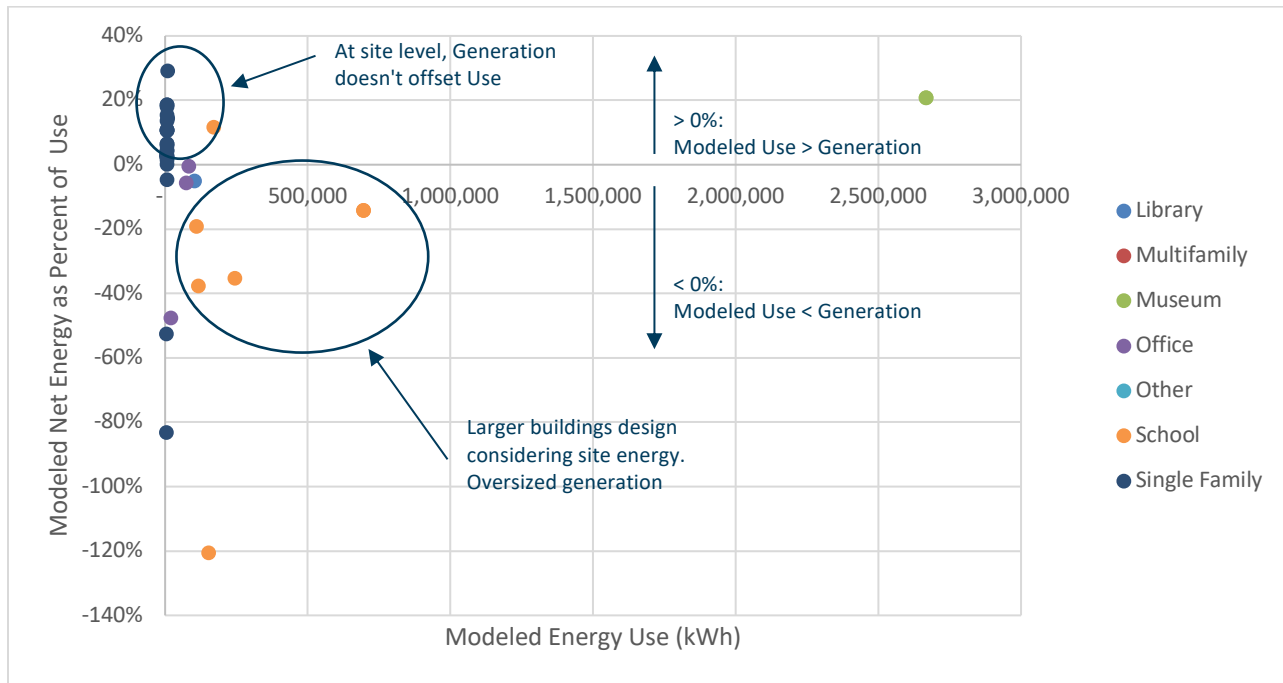 40%
20%
0%
-20%
-40%
-60%
-80%
-100%
-120%
-140%
Modeled Net Energy as Percent of Use
At site level, Generation
doesn't offset Use
> 0%:
Modeled Use > Generation
- 500,000 1,000,000 1,500,000 2,000,000 2,500,000 3,000,000
< 0%:
Modeled Use < Generation
Larger buildings design
considering site energy.
Oversized generation
Modeled Energy Use (kWh)
Library
Multifamily
Museum
Office
Other
School
Single Family